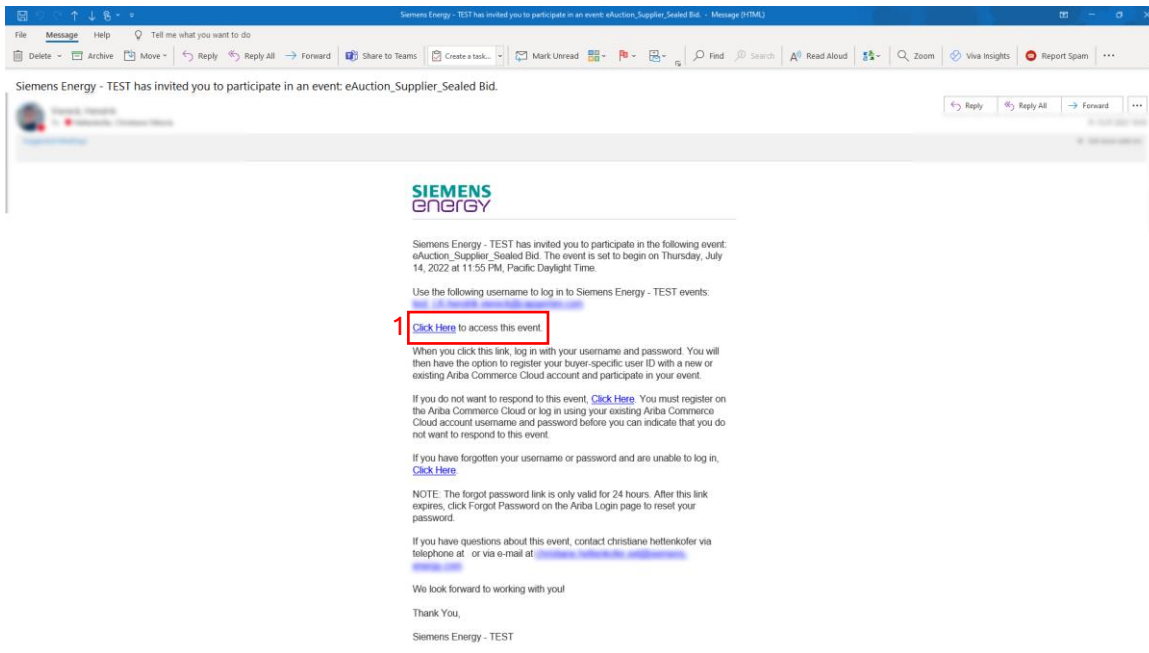 Siemens Energy - TEST has invited you to participate in an event: eAuction_Supplier_Sealed Bid. - Message (HTML)
File Message Help Tell me what you want to do
Delete Archive Move Reply Reply All Forward Share to Teams Create a task... Mark Unread Find Search Read Aloud Zoom Viva Insights Report Spam
Siemens Energy - TEST has invited you to participate in an event: eAuction_Supplier_Sealed Bid.
Reply Reply All Forward
SIEMENS
energy
Siemens Energy - TEST has invited you to participate in the following event:
eAuction_Supplier_Sealed Bid. The event is set to begin on Thursday, July
14, 2022 at 11:55 PM, Pacific Daylight Time.
Use the following username to log in to Siemens Energy - TEST events:
1 Click Here to access this event.
When you click this link, log in with your username and password. You will
then have the option to register your buyer-specific user ID with a new or
existing Ariba Commerce Cloud account and participate in your event.
If you do not want to respond to this event, Click Here. You must register on
the Ariba Commerce Cloud or log in using your existing Ariba Commerce
Cloud account username and password before you can indicate that you do
not want to respond to this event.
If you have forgotten your username or password and are unable to log in,
Click Here.
NOTE: The forgot password link is only valid for 24 hours. After this link
expires, click Forgot Password on the Ariba Login page to reset your
password.
If you have questions about this event, contact christiane hettenkofer via
telephone at or via e-mail at
We look forward to working with you!
Thank You,
Siemens Energy - TEST